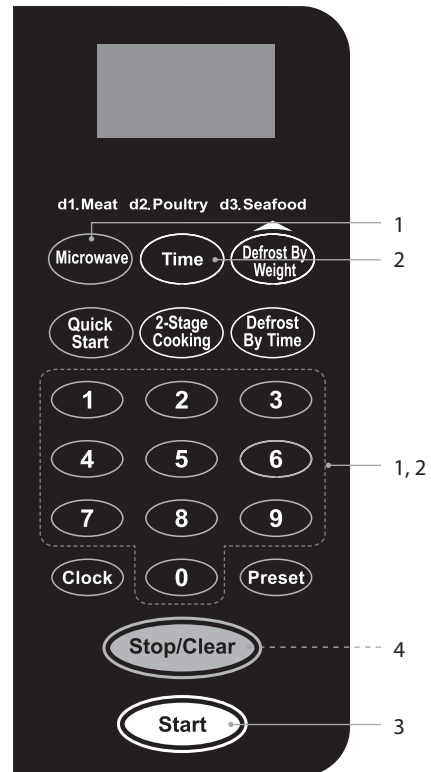 d1.Meat d2.Poultry d3.Seafood
1
Microwave Time Defrost By
Weight
2
Quick
Start
2-Stage
Cooking
Defrost
By Time
1 2 3
4 5 6
1, 2
7 8 9
Clock 0 Preset
Stop/Clear
4
Start
3